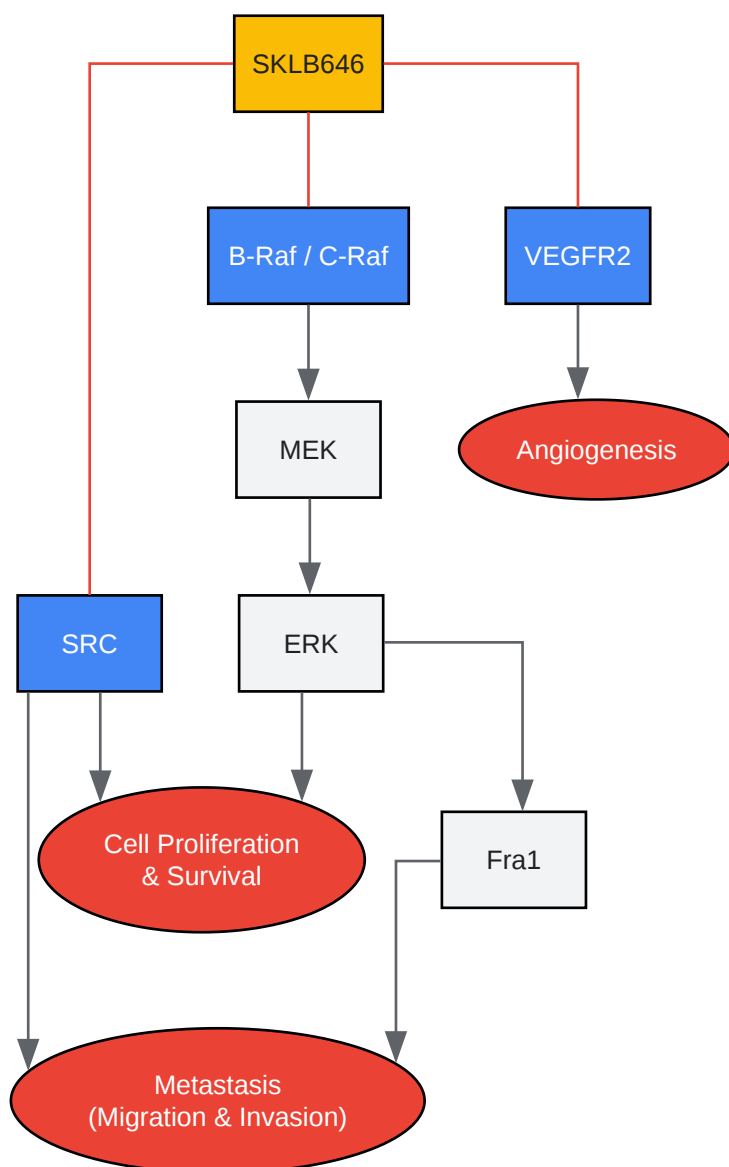 SKLB646
B-Raf / C-Raf
VEGFR2
MEK
Angiogenesis
SRC
ERK
Cell Proliferation
& Survival
Fra1
Metastasis
(Migration & Invasion)